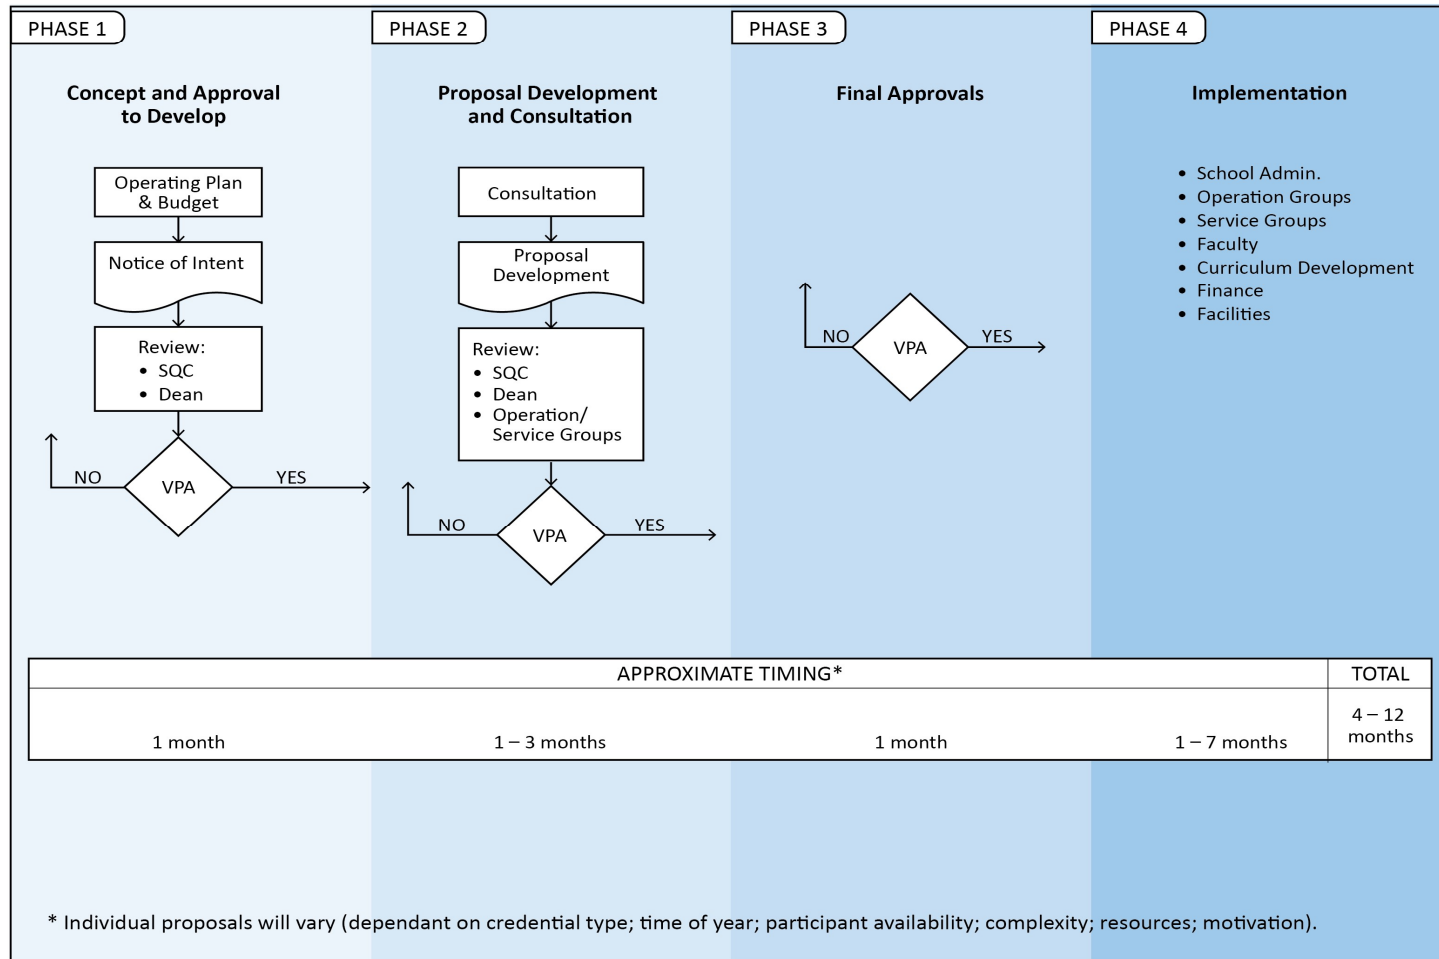 PHASE 1
Concept and Approval
to Develop
Operating Plan
& Budget
Notice of Intent
Review:
• SQC
• Dean
VPA
NO
YES
PHASE 2
Proposal Development
and Consultation
Consultation
Proposal
Development
Review:
• SQC
• Dean
• Operation/
Service Groups
VPA
NO
YES
PHASE 3
Final Approvals
NO
VPA
YES
PHASE 4
Implementation
• School Admin.
• Operation Groups
• Service Groups
• Faculty
• Curriculum Development
• Finance
• Facilities
APPROXIMATE TIMING*
TOTAL
1 month
1 – 3 months
1 month
1 – 7 months
4 – 12
months
* Individual proposals will vary (dependant on credential type; time of year; participant availability; complexity; resources; motivation).